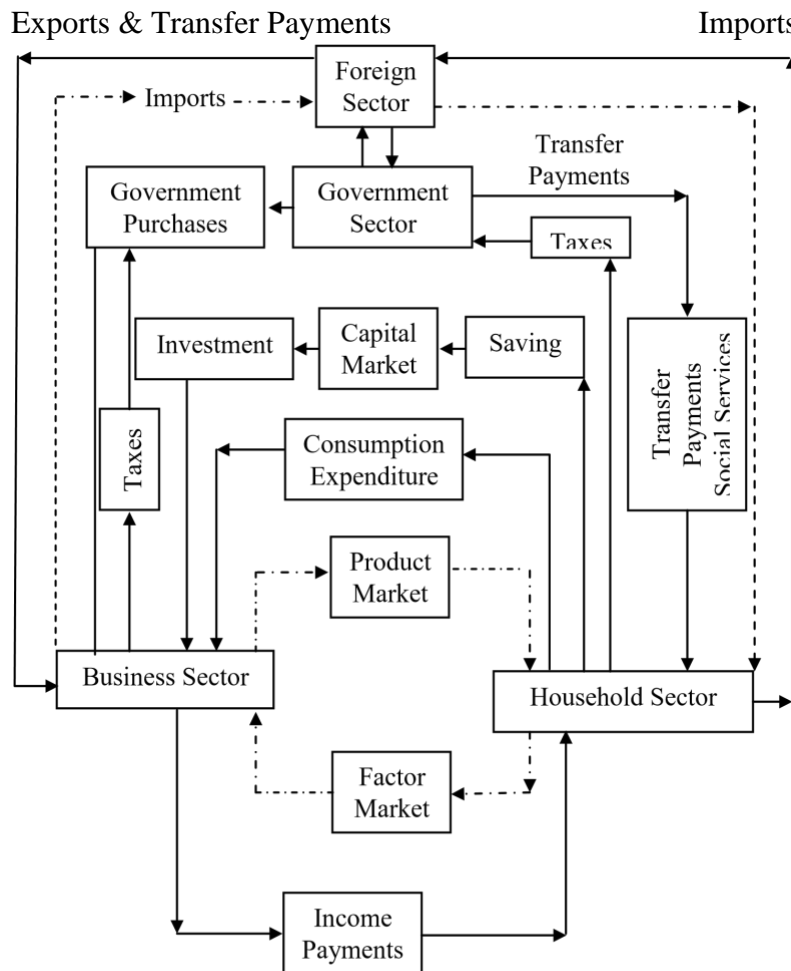 Exports & Transfer Payments
Imports
Foreign
Sector
Imports
Transfer
Payments
Government
Purchases
Government
Sector
Taxes
Investment
Capital
Market
Saving
Transfer
Payments
Social Services
Taxes
Consumption
Expenditure
Product
Market
Business Sector
Household Sector
Factor
Market
Income
Payments